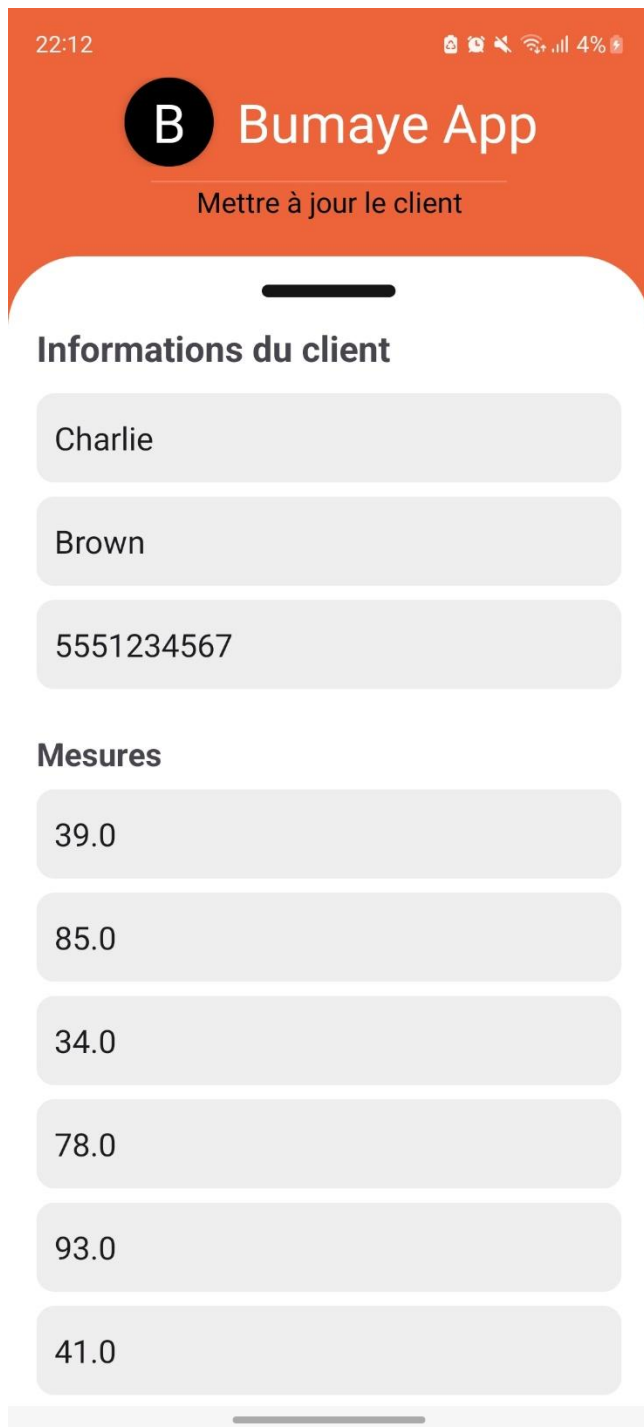 22:12 4%
B Bumaye App
Mettre à jour le client
Informations du client
Charlie
Brown
5551234567
Mesures
39.0
85.0
34.0
78.0
93.0
41.0